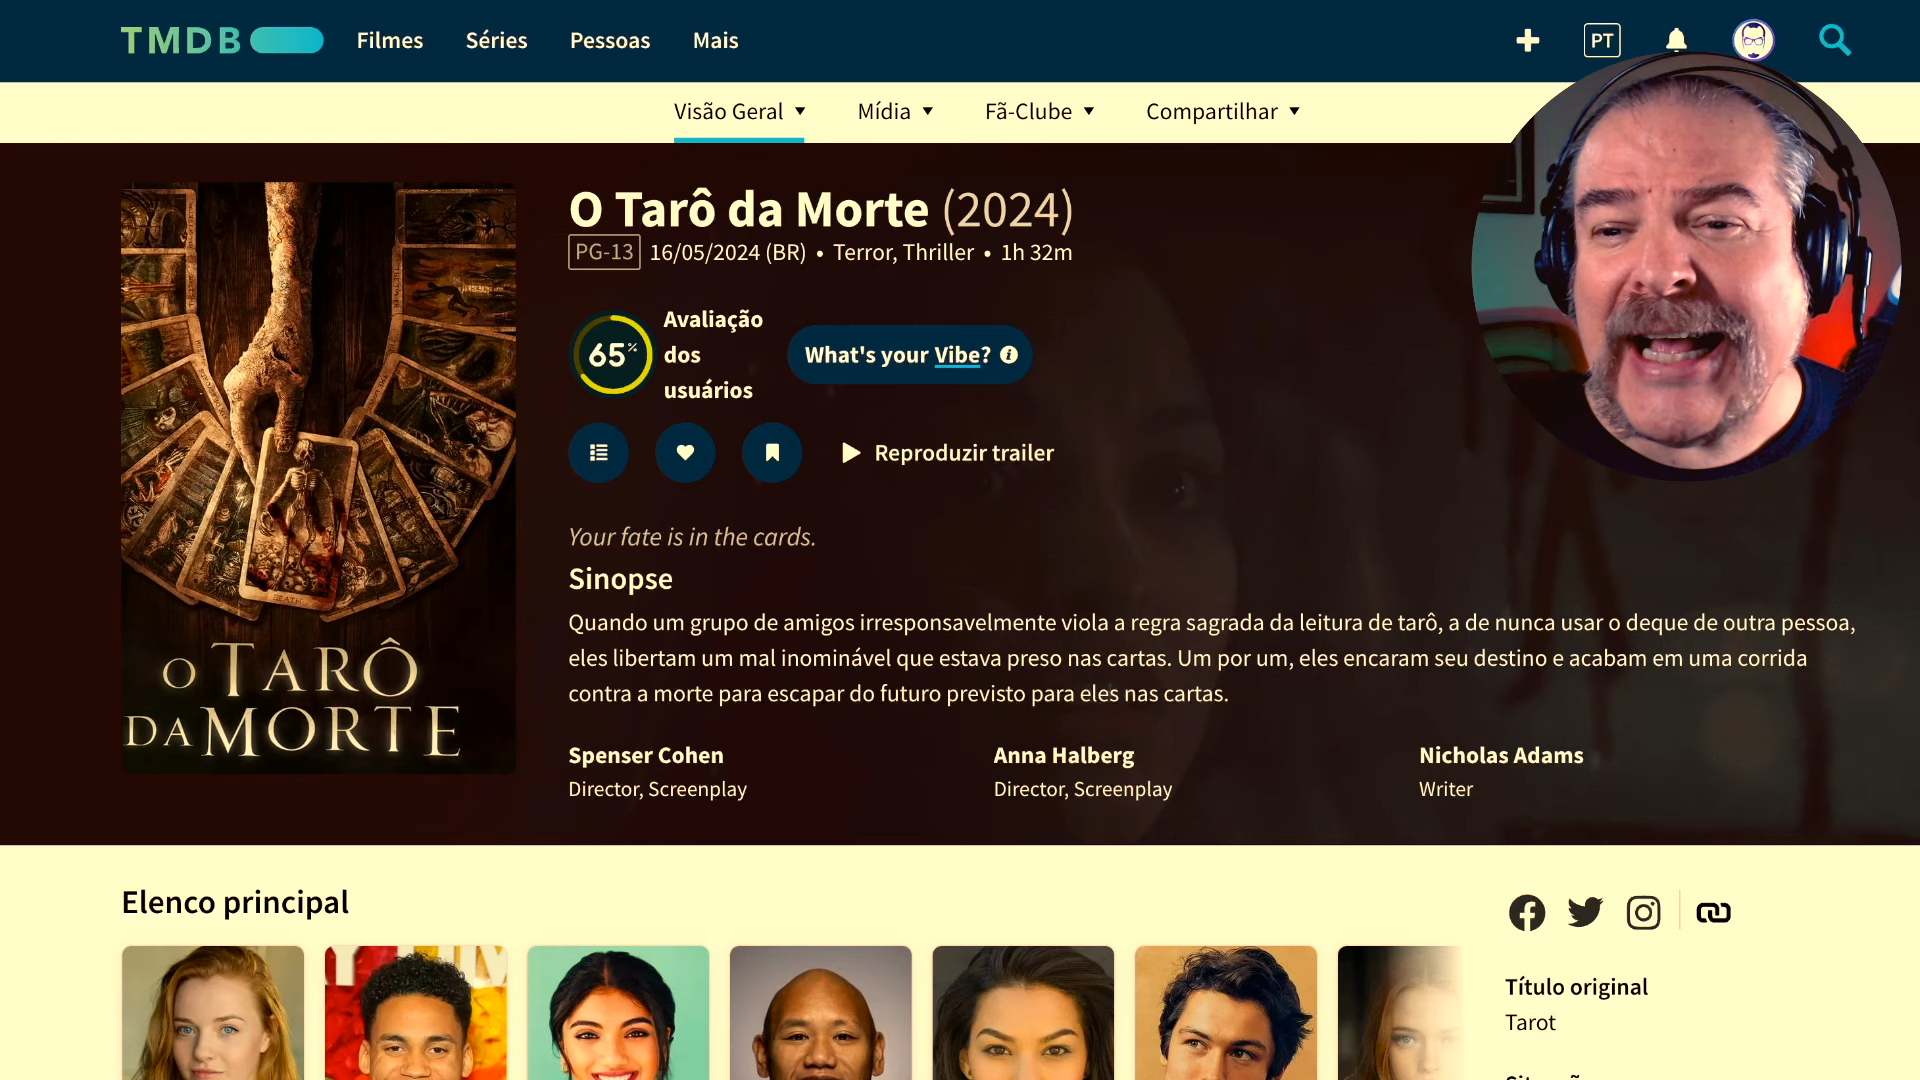 TMDB
Filmes Séries Pessoas Mais
PT
Visão Geral Mídia Fã-Clube Compartilhar
O Tarô da Morte (2024)
PG-13 16/05/2024 (BR) • Terror, Thriller • 1h 32m
65%
Avaliação
dos
usuários
What's your Vibe?
Reproduzir trailer
Your fate is in the cards.
Sinopse
Quando um grupo de amigos irresponsavelmente viola a regra sagrada da leitura de tarô, a de nunca usar o deque de outra pessoa,
eles libertam um mal inominável que estava preso nas cartas. Um por um, eles encaram seu destino e acabam em uma corrida
contra a morte para escapar do futuro previsto para eles nas cartas.
Spenser Cohen Anna Halberg Nicholas Adams
Director, Screenplay Director, Screenplay Writer
DEATH
O TARÔ
DA MORTE
Elenco principal
Título original
Tarot